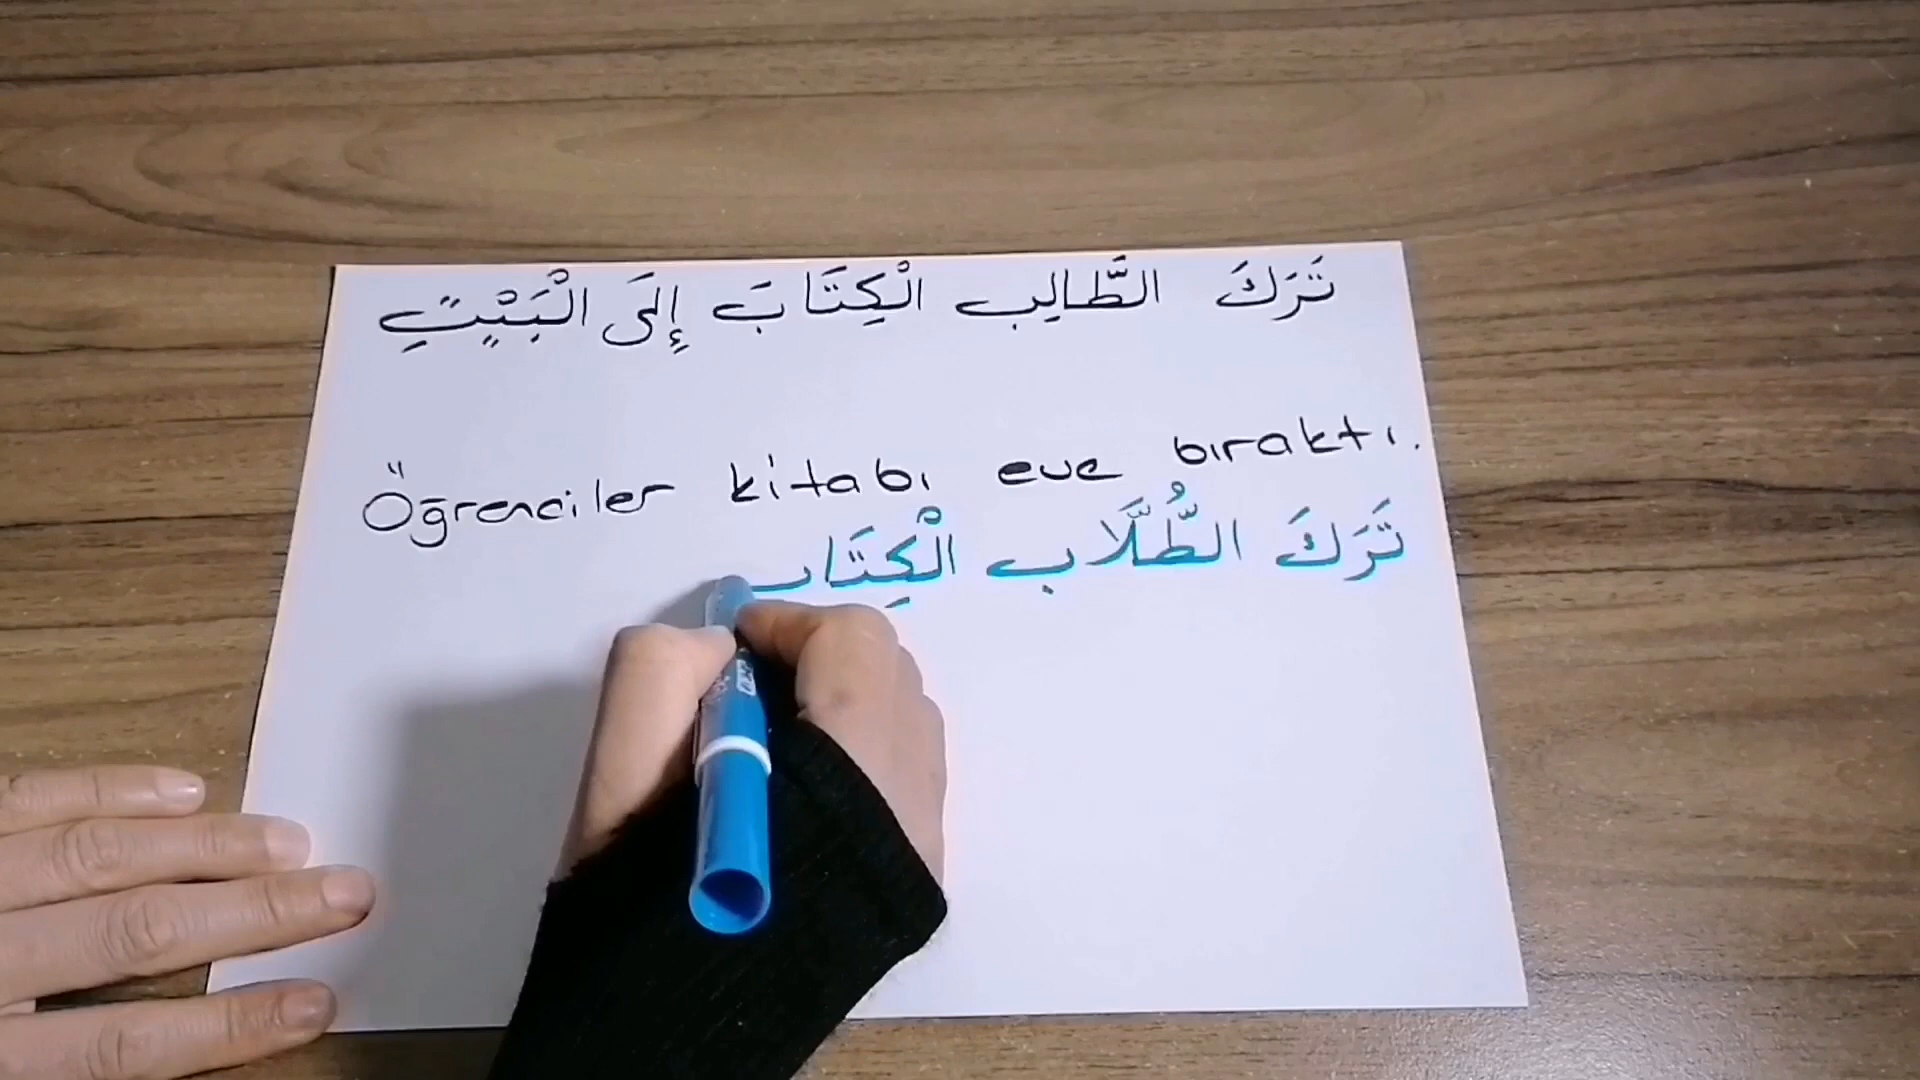 تَرَكَ الطَّالِب الْكِتَابَ إِلَى الْبَيْتِ
Öğrenciler kitabı eve bıraktı.
تَرَكَ الطُّلَّاب الْكِتَاب